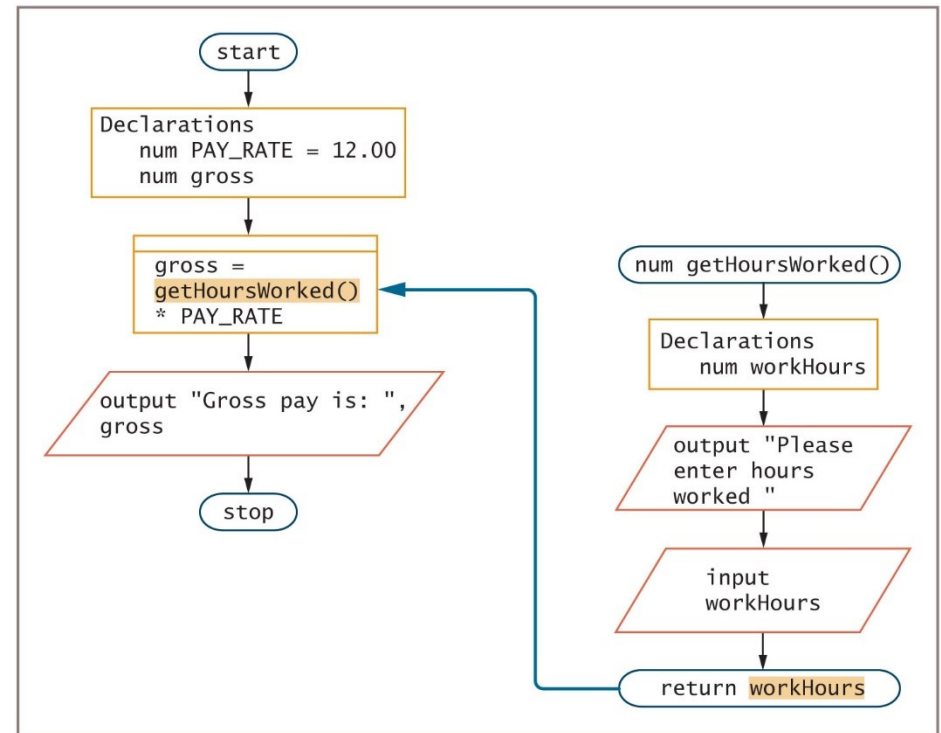 start
Declarations
num PAY_RATE = 12.00
num gross
gross =
getHoursWorked()
* PAY_RATE
output "Gross pay is: ",
gross
stop
num getHoursWorked()
Declarations
num workHours
output "Please
enter hours
worked "
input
workHours
return workHours